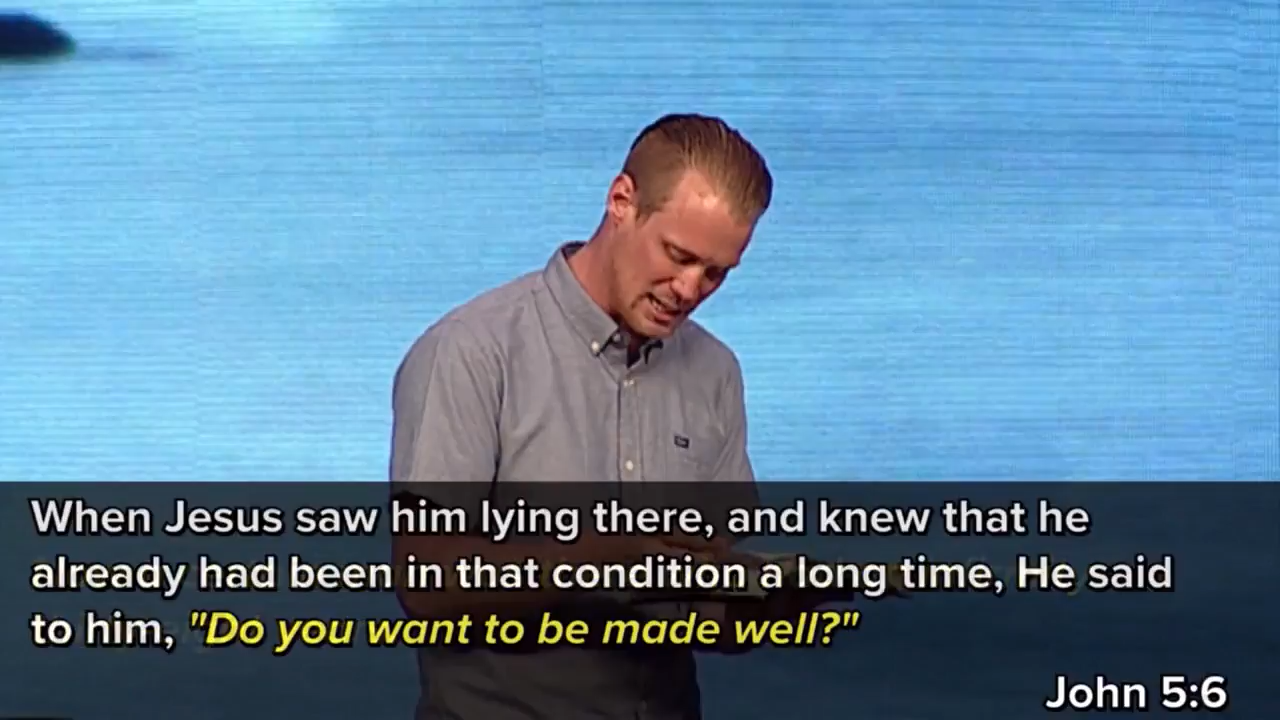 When Jesus saw him lying there, and knew that he
already had been in that condition a long time, He said
to him, "Do you want to be made well?"
John 5:6